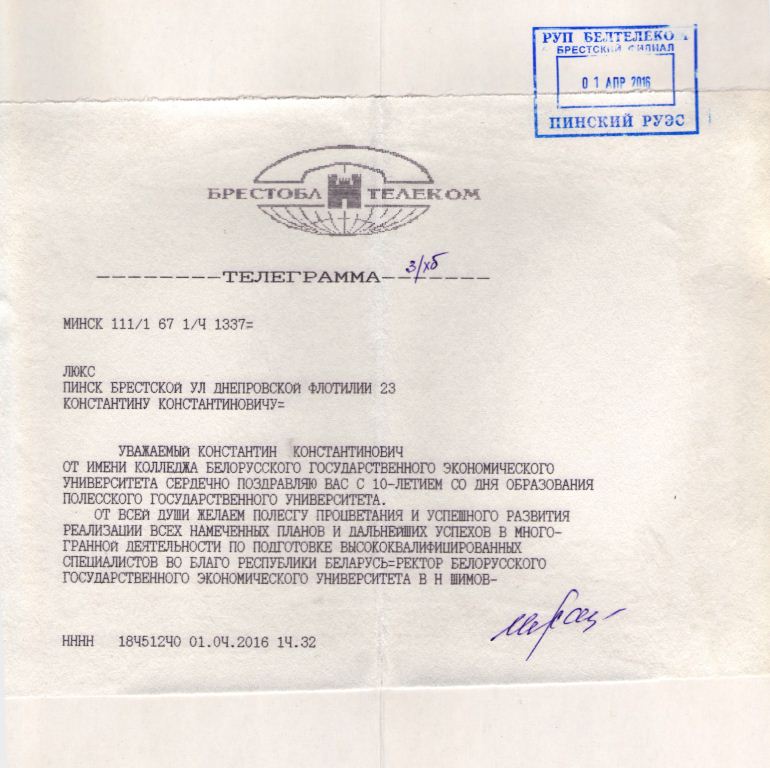 РУП БЕЛТЕЛЕКОМ
БРЕСТСКИЙ ФИЛИАЛ
01 АПР 2016
ПИНСКИЙ РУЭС
БРЕСТОБЛ ТЕЛЕКОМ
---------ТЕЛЕГРАММА--------
3/хб
МИНСК 111/1 67 1/Ч 1337=
ЛЮКС
ПИНСК БРЕСТСКОЙ УЛ ДНЕПРОВСКОЙ ФЛОТИЛИИ 23
КОНСТАНТИНУ КОНСТАНТИНОВИЧУ=
УВАЖАЕМЫЙ КОНСТАНТИН КОНСТАНТИНОВИЧ
ОТ ИМЕНИ КОЛЛЕДЖА БЕЛОРУССКОГО ГОСУДАРСТВЕННОГО ЭКОНОМИЧЕСКОГО
УНИВЕРСИТЕТА СЕРДЕЧНО ПОЗДРАВЛЯЮ ВАС С 10-ЛЕТИЕМ СО ДНЯ ОБРАЗОВАНИЯ
ПОЛЕССКОГО ГОСУДАРСТВЕННОГО УНИВЕРСИТЕТА.
ОТ ВСЕЙ ДУШИ ЖЕЛАЕМ ПОЛЕСГУ ПРОЦВЕТАНИЯ И УСПЕШНОГО РАЗВИТИЯ
РЕАЛИЗАЦИИ ВСЕХ НАМЕЧЕННЫХ ПЛАНОВ И ДАЛЬНЕЙШИХ УСПЕХОВ В МНОГО-
ГРАННОЙ ДЕЯТЕЛЬНОСТИ ПО ПОДГОТОВКЕ ВЫСОКОКВАЛИФИЦИРОВАННЫХ
СПЕЦИАЛИСТОВ ВО БЛАГО РЕСПУБЛИКИ БЕЛАРУСЬ=РЕКТОР БЕЛОРУССКОГО
ГОСУДАРСТВЕННОГО ЭКОНОМИЧЕСКОГО УНИВЕРСИТЕТА В Н ШИМОВ-
НННН 18Ч512Ч0 01.0Ч.2016 1Ч.32